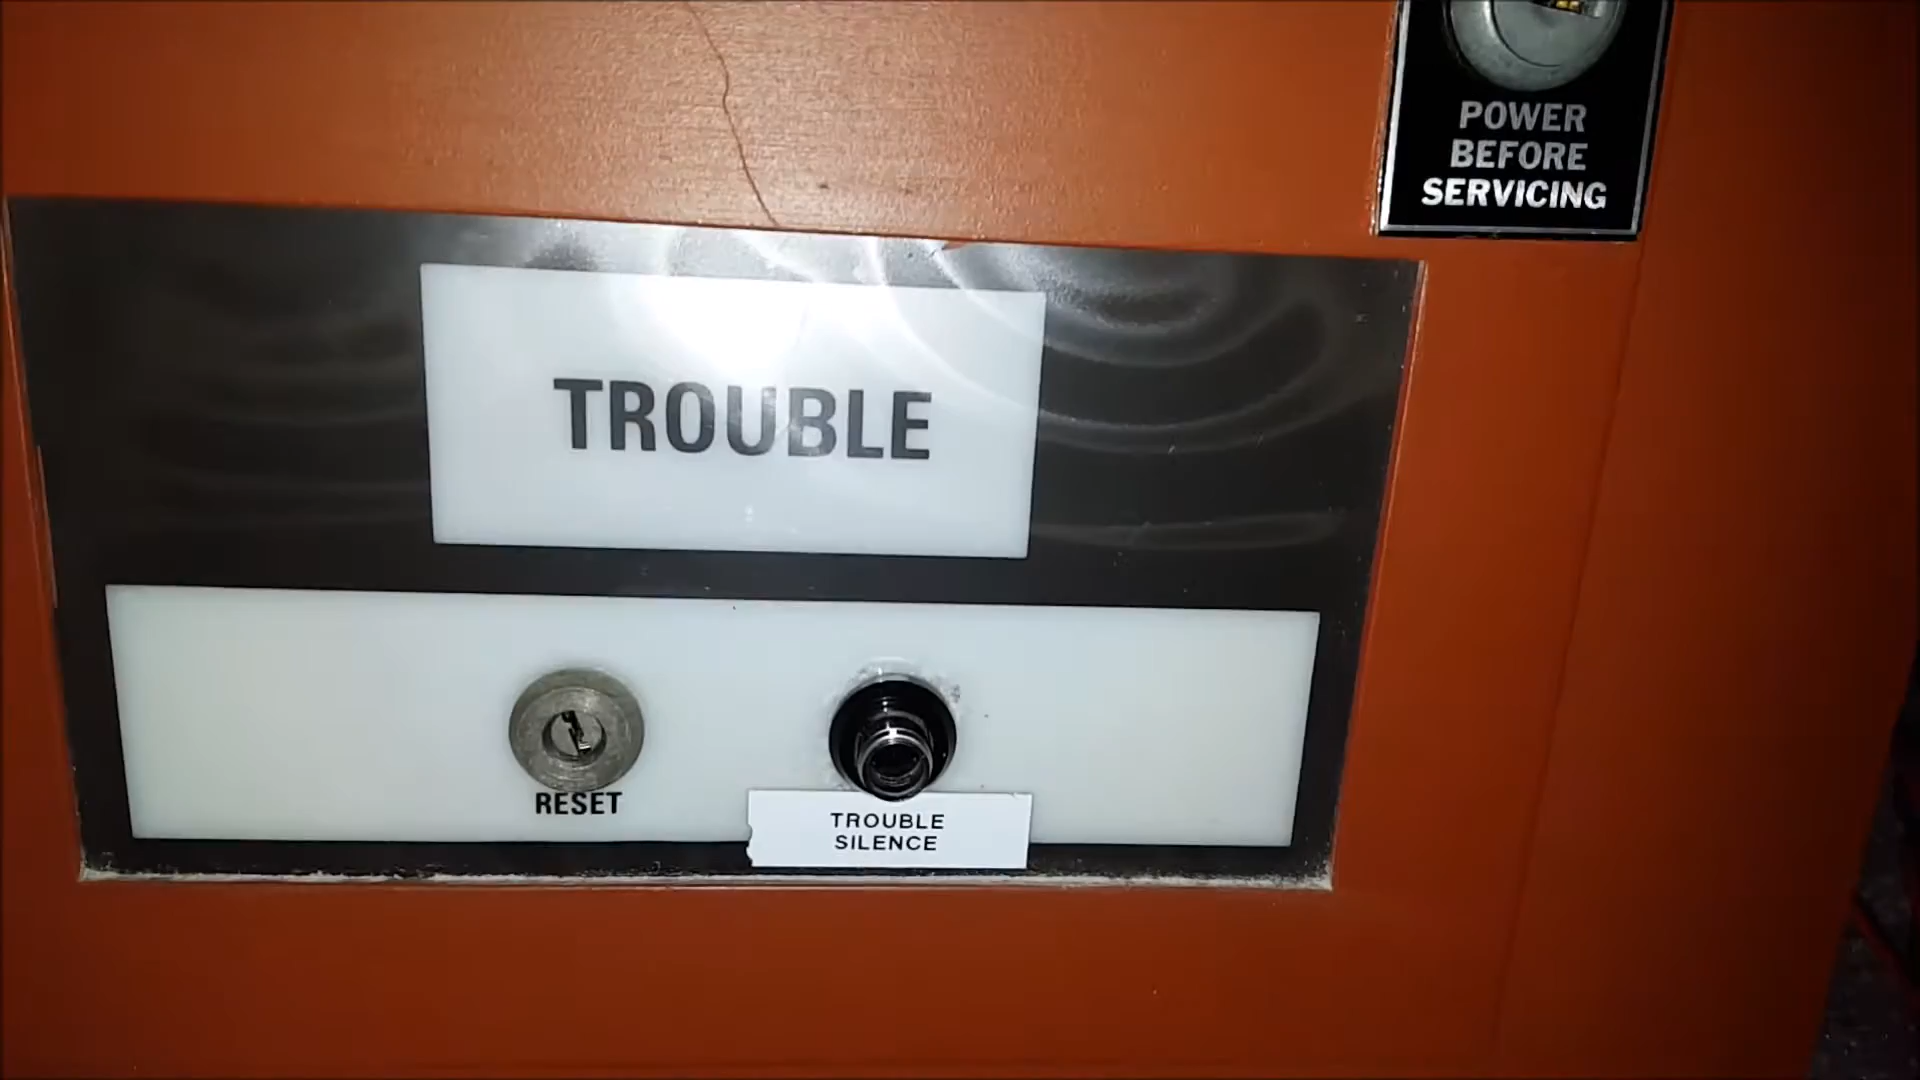 POWER
BEFORE
SERVICING
TROUBLE
RESET
TROUBLE
SILENCE